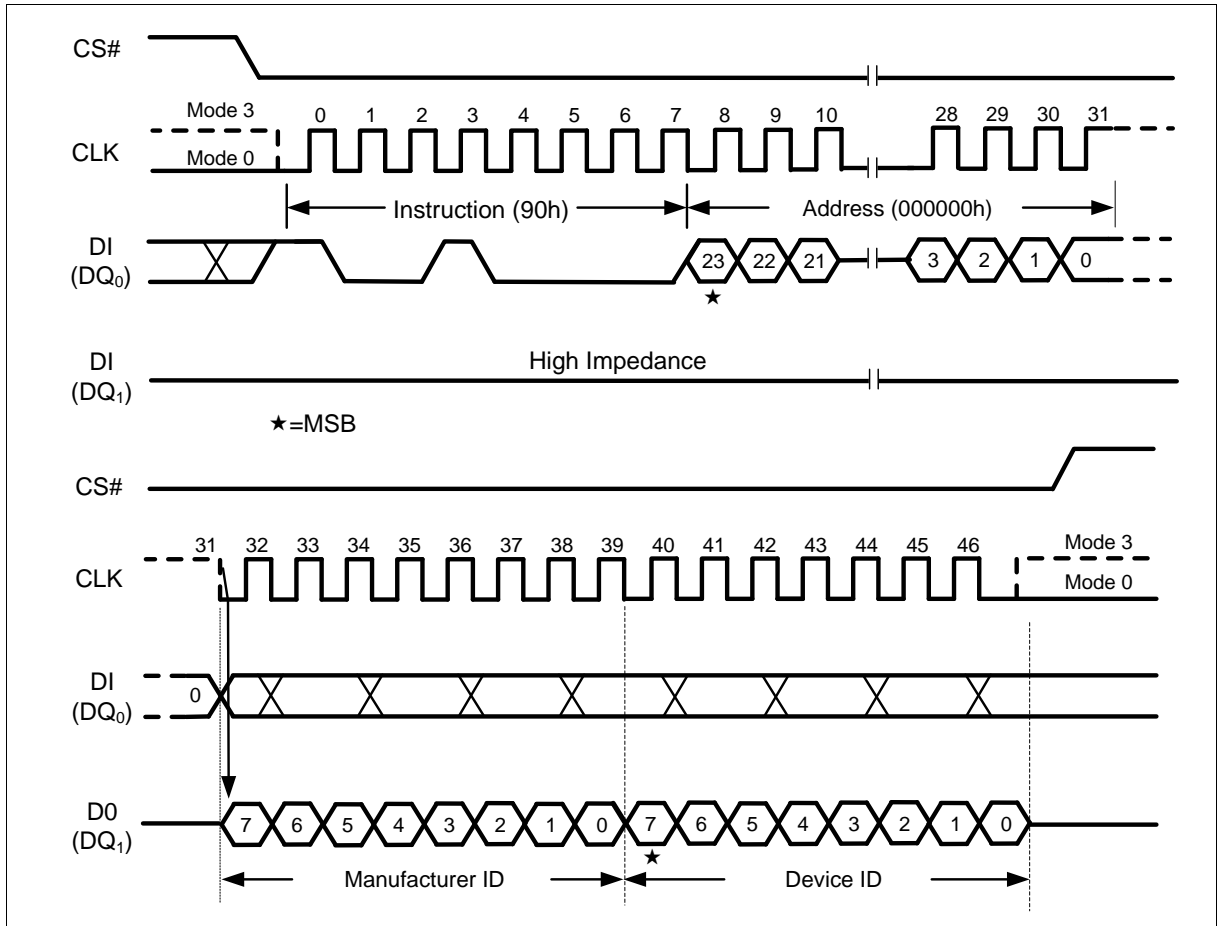 CS#
Mode 3
0 1 2 3 4 5 6 7 8 9 10 28 29 30 31
CLK
Mode 0
Instruction (90h) Address (000000h)
DI
(DQ0)
23 22 21 3 2 1 0
★
DI
(DQ1)
High Impedance
★=MSB
CS#
31 32 33 34 35 36 37 38 39 40 41 42 43 44 45 46
Mode 3
CLK
Mode 0
DI
(DQ0)
0
D0
(DQ1)
7 6 5 4 3 2 1 0 7 6 5 4 3 2 1 0
★
Manufacturer ID Device ID